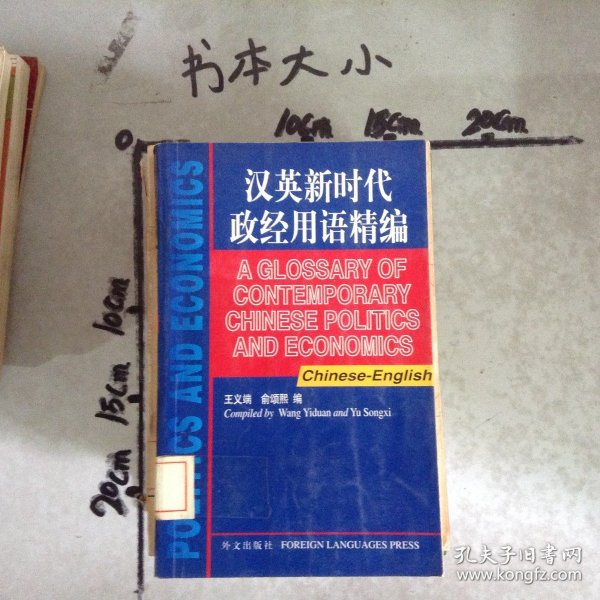 书本大小
0
10cm
15cm
20cm
10cm
15cm
20cm
POLITICS AND ECONOMICS
汉英新时代
政经用语精编
A GLOSSARY OF
CONTEMPORARY
CHINESE POLITICS
AND ECONOMICS
Chinese-English
王义端 俞颂熙 编
Compiled by Wang Yiduan and Yu Songxi
外文出版社 FOREIGN LANGUAGES PRESS
孔夫子旧书网
www.kongfz.com